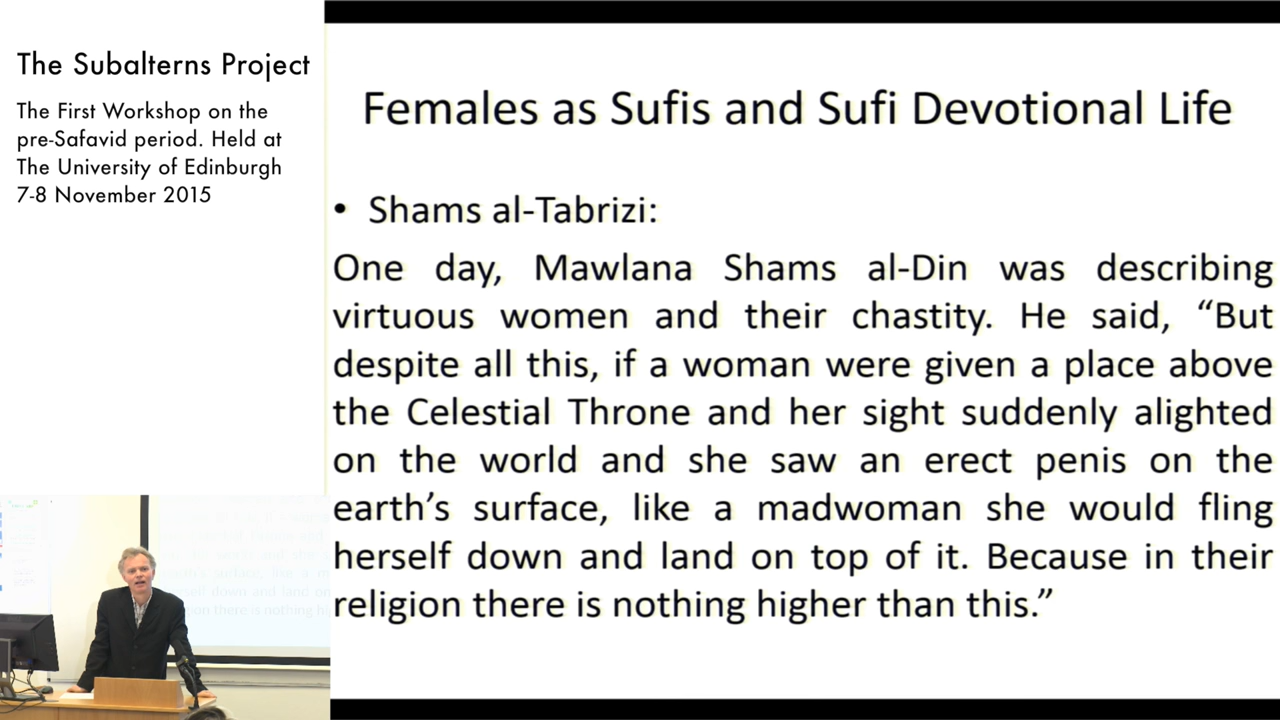 The Subalterns Project
The First Workshop on the
pre-Safavid period. Held at
The University of Edinburgh
7-8 November 2015
Females as Sufis and Sufi Devotional Life
• Shams al-Tabrizi:
One day, Mawlana Shams al-Din was describing
virtuous women and their chastity. He said, “But
despite all this, if a woman were given a place above
the Celestial Throne and her sight suddenly alighted
on the world and she saw an erect penis on the
earth’s surface, like a madwoman she would fling
herself down and land on top of it. Because in their
religion there is nothing higher than this.”